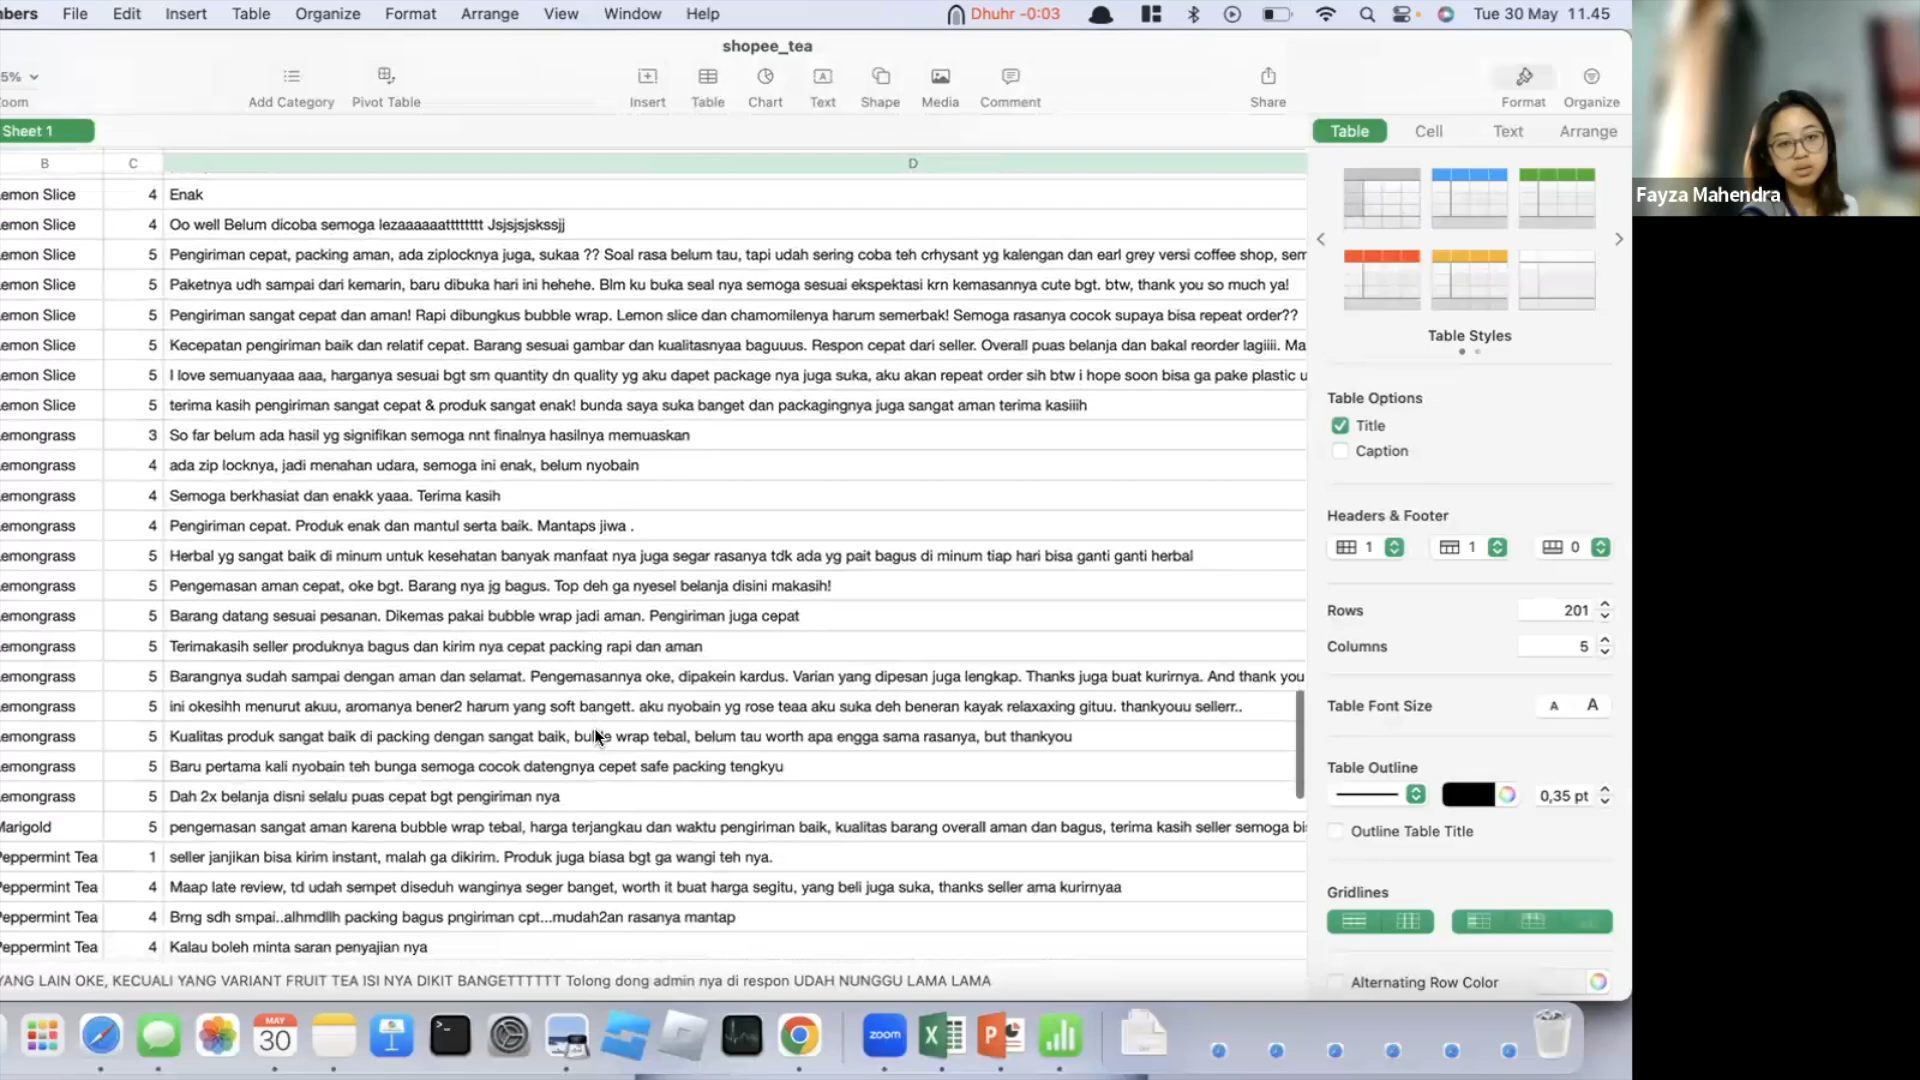 mbers File Edit Insert Table Organize Format Arrange View Window Help Dhuhr -0:03 Tue 30 May 11.45
shopee_tea
5%
oom Add Category Pivot Table Insert Table Chart Text Shape Media Comment Share Format Organize
Sheet 1
B C D
emon Slice 4 Enak
emon Slice 4 Oo well Belum dicoba semoga lezaaaaaatttttttt Jsjsjsjskssjj
emon Slice 5 Pengiriman cepat, packing aman, ada ziplocknya juga, sukaa ?? Soal rasa belum tau, tapi udah sering coba teh crhysant yg kalengan dan earl grey versi coffee shop, sem
emon Slice 5 Paketnya udh sampai dari kemarin, baru dibuka hari ini hehehe. Blm ku buka seal nya semoga sesuai ekspektasi krn kemasannya cute bgt. btw, thank you so much ya!
emon Slice 5 Pengiriman sangat cepat dan aman! Rapi dibungkus bubble wrap. Lemon slice dan chamomilenya harum semerbak! Semoga rasanya cocok supaya bisa repeat order??
emon Slice 5 Kecepatan pengiriman baik dan relatif cepat. Barang sesuai gambar dan kualitasnyaa baguuus. Respon cepat dari seller. Overall puas belanja dan bakal reorder lagiiii. Ma
emon Slice 5 I love semuanyaaa aaa, harganya sesuai bgt sm quantity dn quality yg aku dapet package nya juga suka, aku akan repeat order sih btw i hope soon bisa ga pake plastic u
emon Slice 5 terima kasih pengiriman sangat cepat & produk sangat enak! bunda saya suka banget dan packagingnya juga sangat aman terima kasiiih
emongrass 3 So far belum ada hasil yg signifikan semoga nnt finalnya hasilnya memuaskan
emongrass 4 ada zip locknya, jadi menahan udara, semoga ini enak, belum nyobain
emongrass 4 Semoga berkhasiat dan enakk yaaa. Terima kasih
emongrass 4 Pengiriman cepat. Produk enak dan mantul serta baik. Mantaps jiwa .
emongrass 5 Herbal yg sangat baik di minum untuk kesehatan banyak manfaat nya juga segar rasanya tdk ada yg pait bagus di minum tiap hari bisa ganti ganti herbal
emongrass 5 Pengemasan aman cepat, oke bgt. Barang nya jg bagus. Top deh ga nyesel belanja disini makasih!
emongrass 5 Barang datang sesuai pesanan. Dikemas pakai bubble wrap jadi aman. Pengiriman juga cepat
emongrass 5 Terimakasih seller produknya bagus dan kirim nya cepat packing rapi dan aman
emongrass 5 Barangnya sudah sampai dengan aman dan selamat. Pengemasannya oke, dipakein kardus. Varian yang dipesan juga lengkap. Thanks juga buat kurirnya. And thank you
emongrass 5 ini okesihh menurut akuu, aromanya bener2 harum yang soft bangett. aku nyobain yg rose teaa aku suka deh beneran kayak relaxaxing gituu. thankyouu sellerr..
emongrass 5 Kualitas produk sangat baik di packing dengan sangat baik, bu wrap tebal, belum tau worth apa engga sama rasanya, but thankyou
emongrass 5 Baru pertama kali nyobain teh bunga semoga cocok datengnya cepet safe packing tengkyu
emongrass 5 Dah 2x belanja disni selalu puas cepat bgt pengiriman nya
Marigold 5 pengemasan sangat aman karena bubble wrap tebal, harga terjangkau dan waktu pengiriman baik, kualitas barang overall aman dan bagus, terima kasih seller semoga bi
Peppermint Tea 1 seller janjikan bisa kirim instant, malah ga dikirim. Produk juga biasa bgt ga wangi teh nya.
Peppermint Tea 4 Maap late review, td udah sempet diseduh wanginya seger banget, worth it buat harga segitu, yang beli juga suka, thanks seller ama kurirnyaa
Peppermint Tea 4 Brng sdh smpai..alhmdllh packing bagus pngiriman cpt...mudah2an rasanya mantap
Peppermint Tea 4 Kalau boleh minta saran penyajian nya
YANG LAIN OKE, KECUALI YANG VARIANT FRUIT TEA ISI NYA DIKIT BANGETTTTTT Tolong dong admin nya di respon UDAH NUNGGU LAMA LAMA
Table Cell Text Arrange
Table Styles
Table Options
Title
Caption
Headers & Footer
1 1 0
Rows 201
Columns 5
Table Font Size A A
Table Outline
0,35 pt
Outline Table Title
Gridlines
Alternating Row Color
Fayza Mahendra
MAY
30
zoom